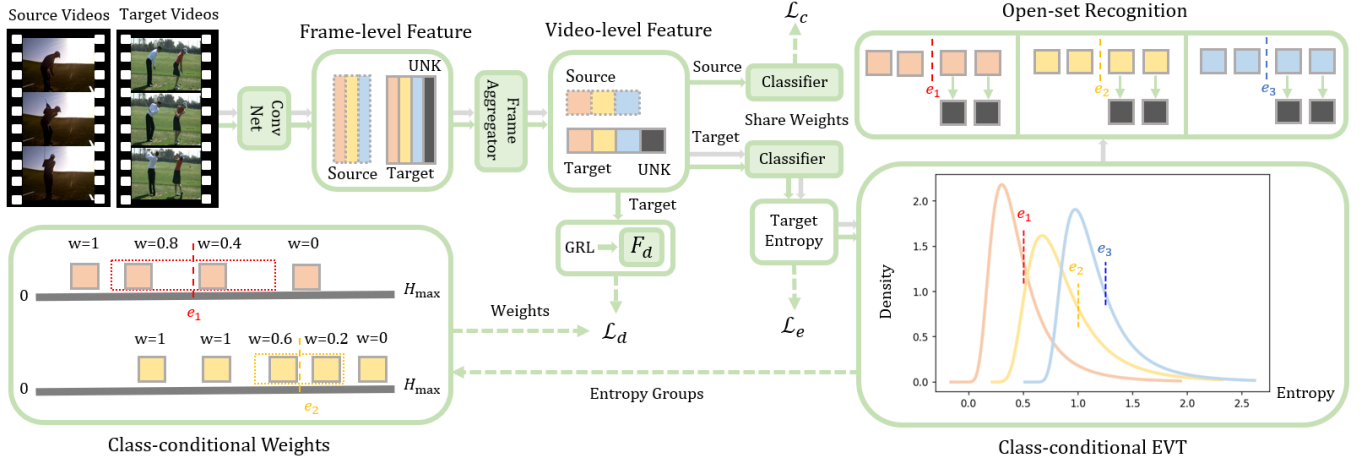 Source Videos
Target Videos
Conv
Net
Frame-level Feature
UNK
Source
Target
Frame
Aggregator
Video-level Feature
Source
Target
UNK
Source
Classifier
ℒc
Share Weights
Target
Classifier
Target
GRL
Fd
ℒd
Target
Entropy
ℒe
Open-set Recognition
e1
e2
e3
w=1
w=0.8
w=0.4
w=0
0
Hmax
e1
w=1
w=1
w=0.6
w=0.2
w=0
0
Hmax
e2
Class-conditional Weights
Weights
Entropy Groups
Density
2.0
1.5
1.0
0.5
0.0
e1
e2
e3
0.0
0.5
1.0
1.5
2.0
2.5
Entropy
Class-conditional EVT